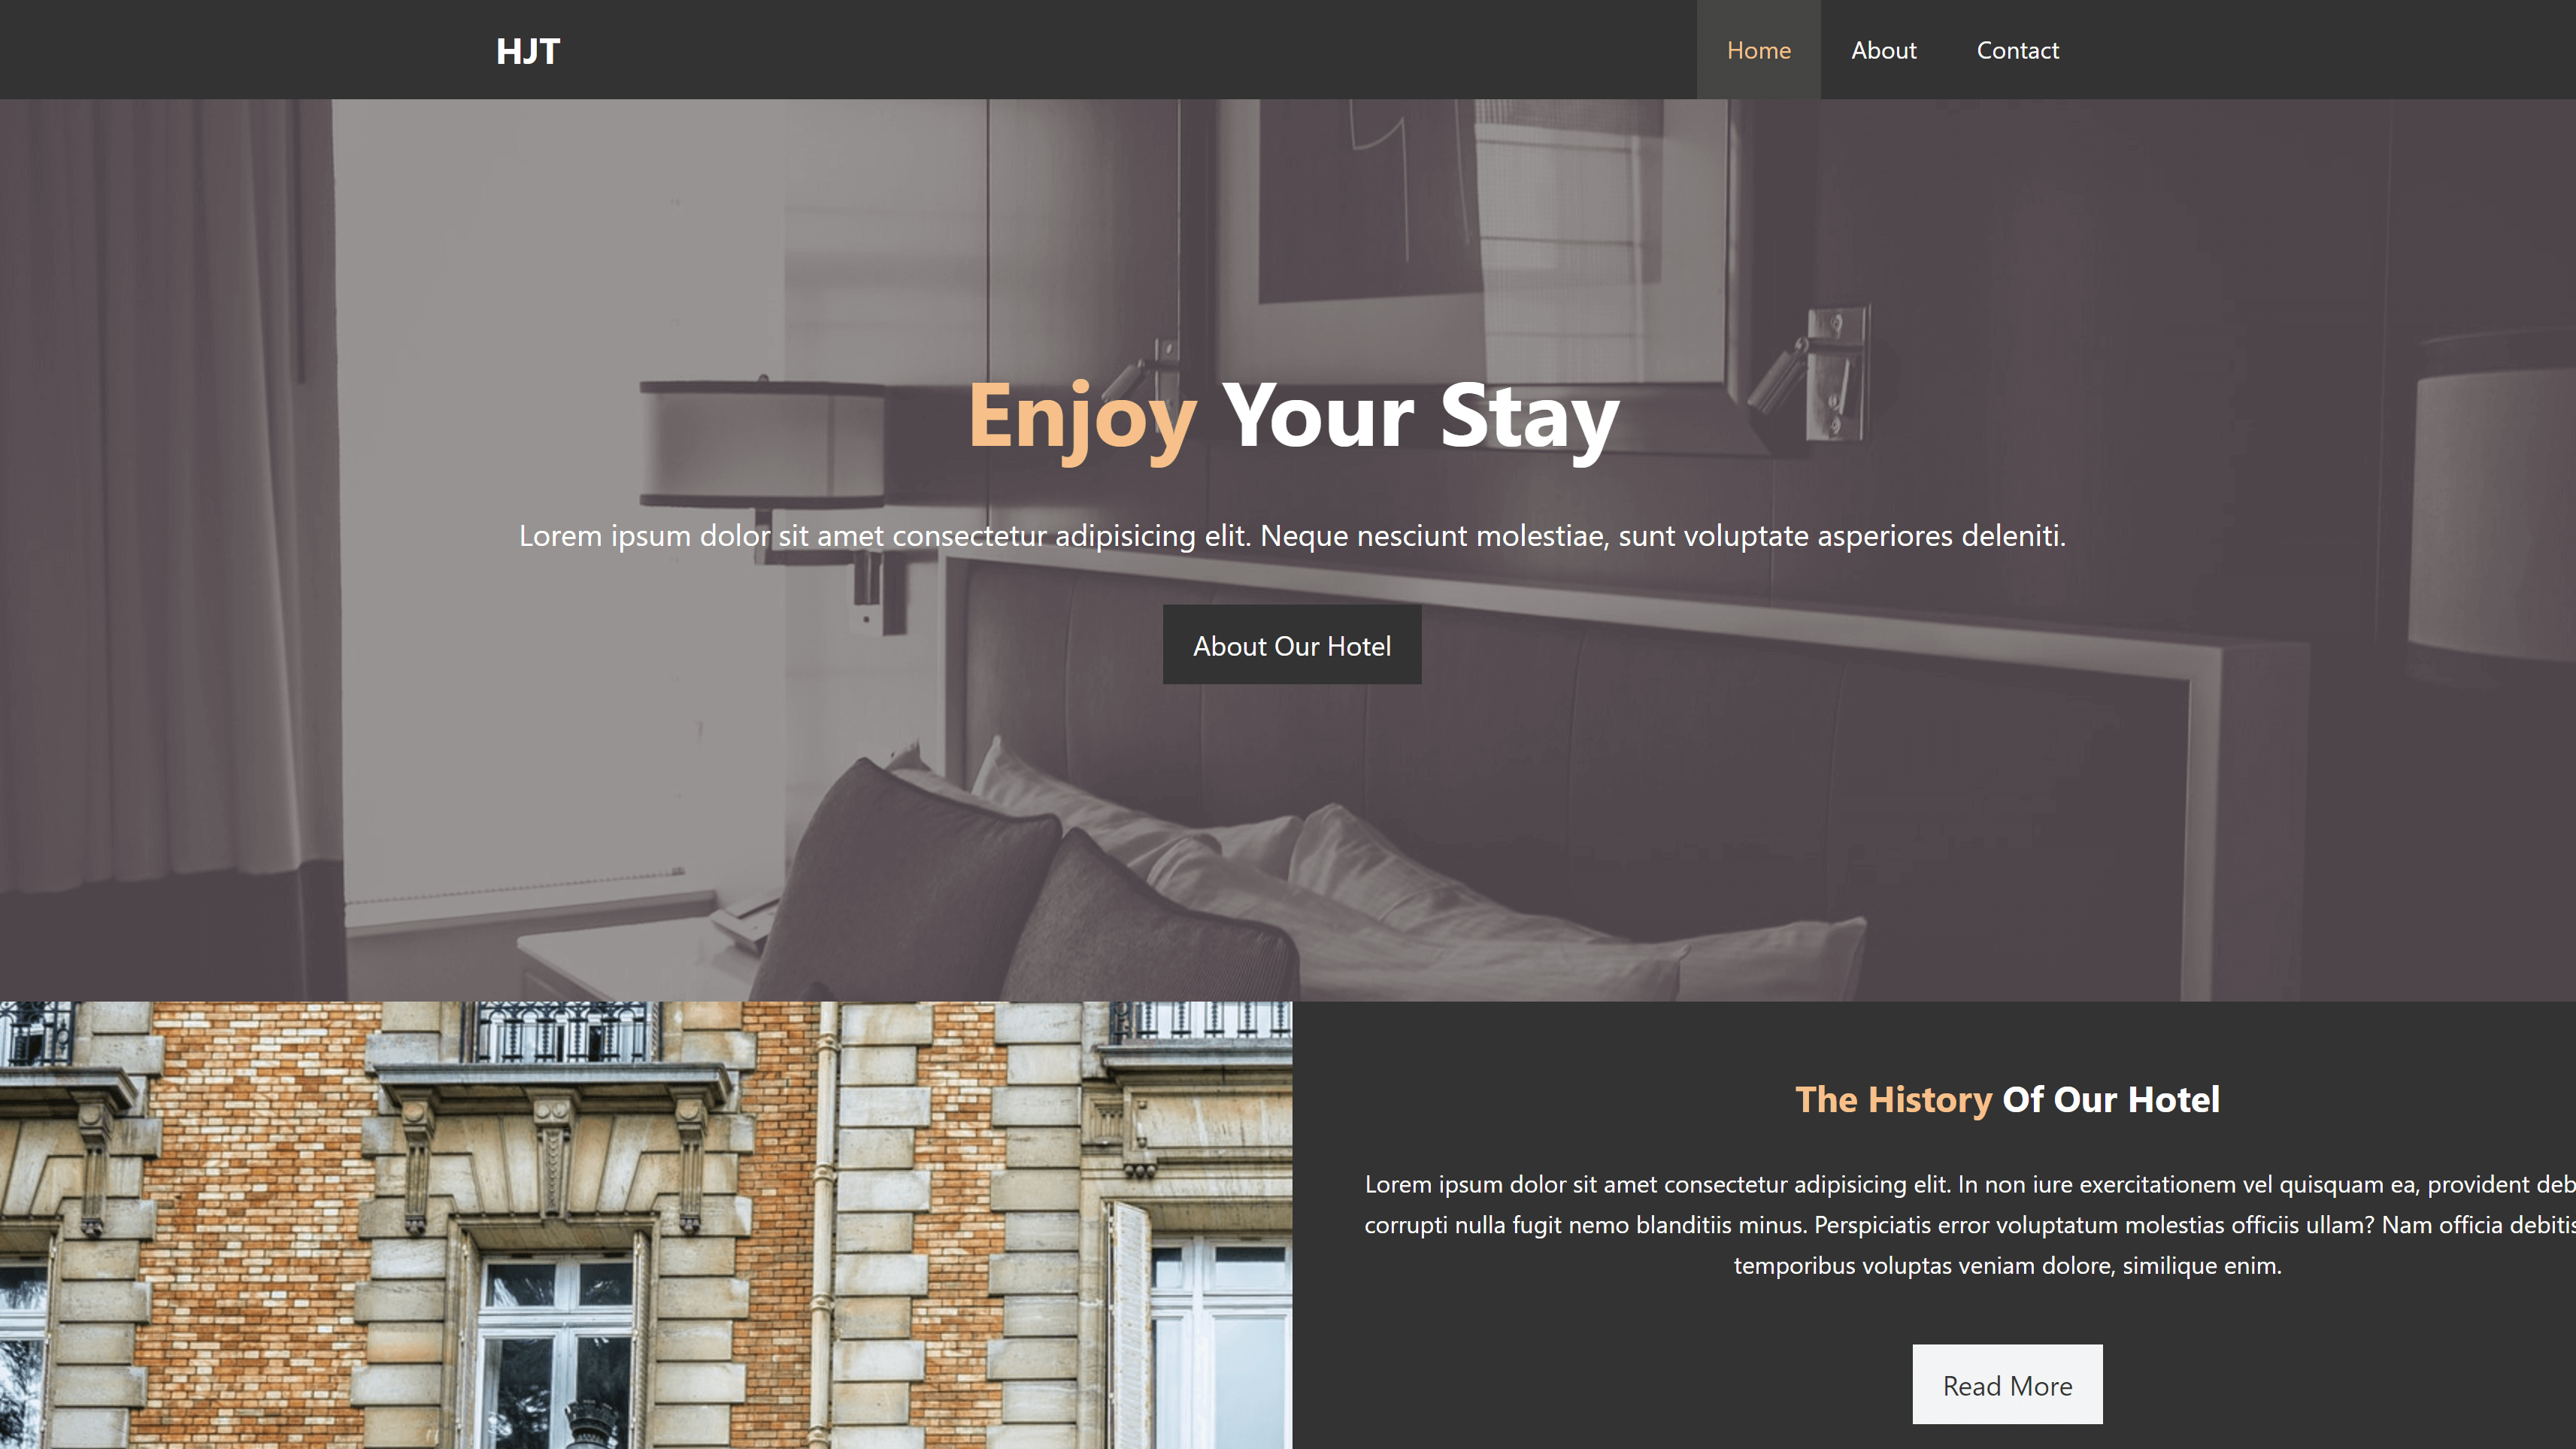 HJT
Home About Contact
Enjoy Your Stay
Lorem ipsum dolor sit amet consectetur adipisicing elit. Neque nesciunt molestiae, sunt voluptate asperiores deleniti.
About Our Hotel
The History Of Our Hotel
Lorem ipsum dolor sit amet consectetur adipisicing elit. In non iure exercitationem vel quisquam ea, provident deb
corrupti nulla fugit nemo blanditiis minus. Perspiciatis error voluptatum molestias officiis ullam? Nam officia debitis
temporibus voluptas veniam dolore, similique enim.
Read More